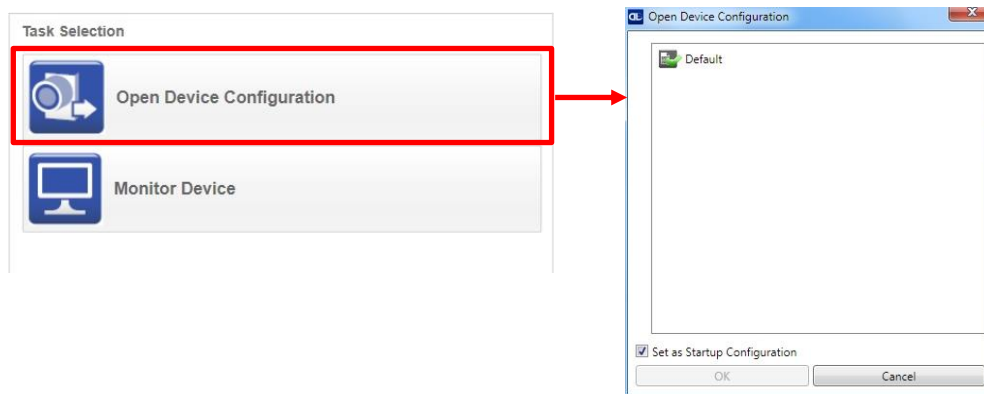 Task Selection
Open Device Configuration
Monitor Device
Open Device Configuration
Default
Set as Startup Configuration
OK
Cancel